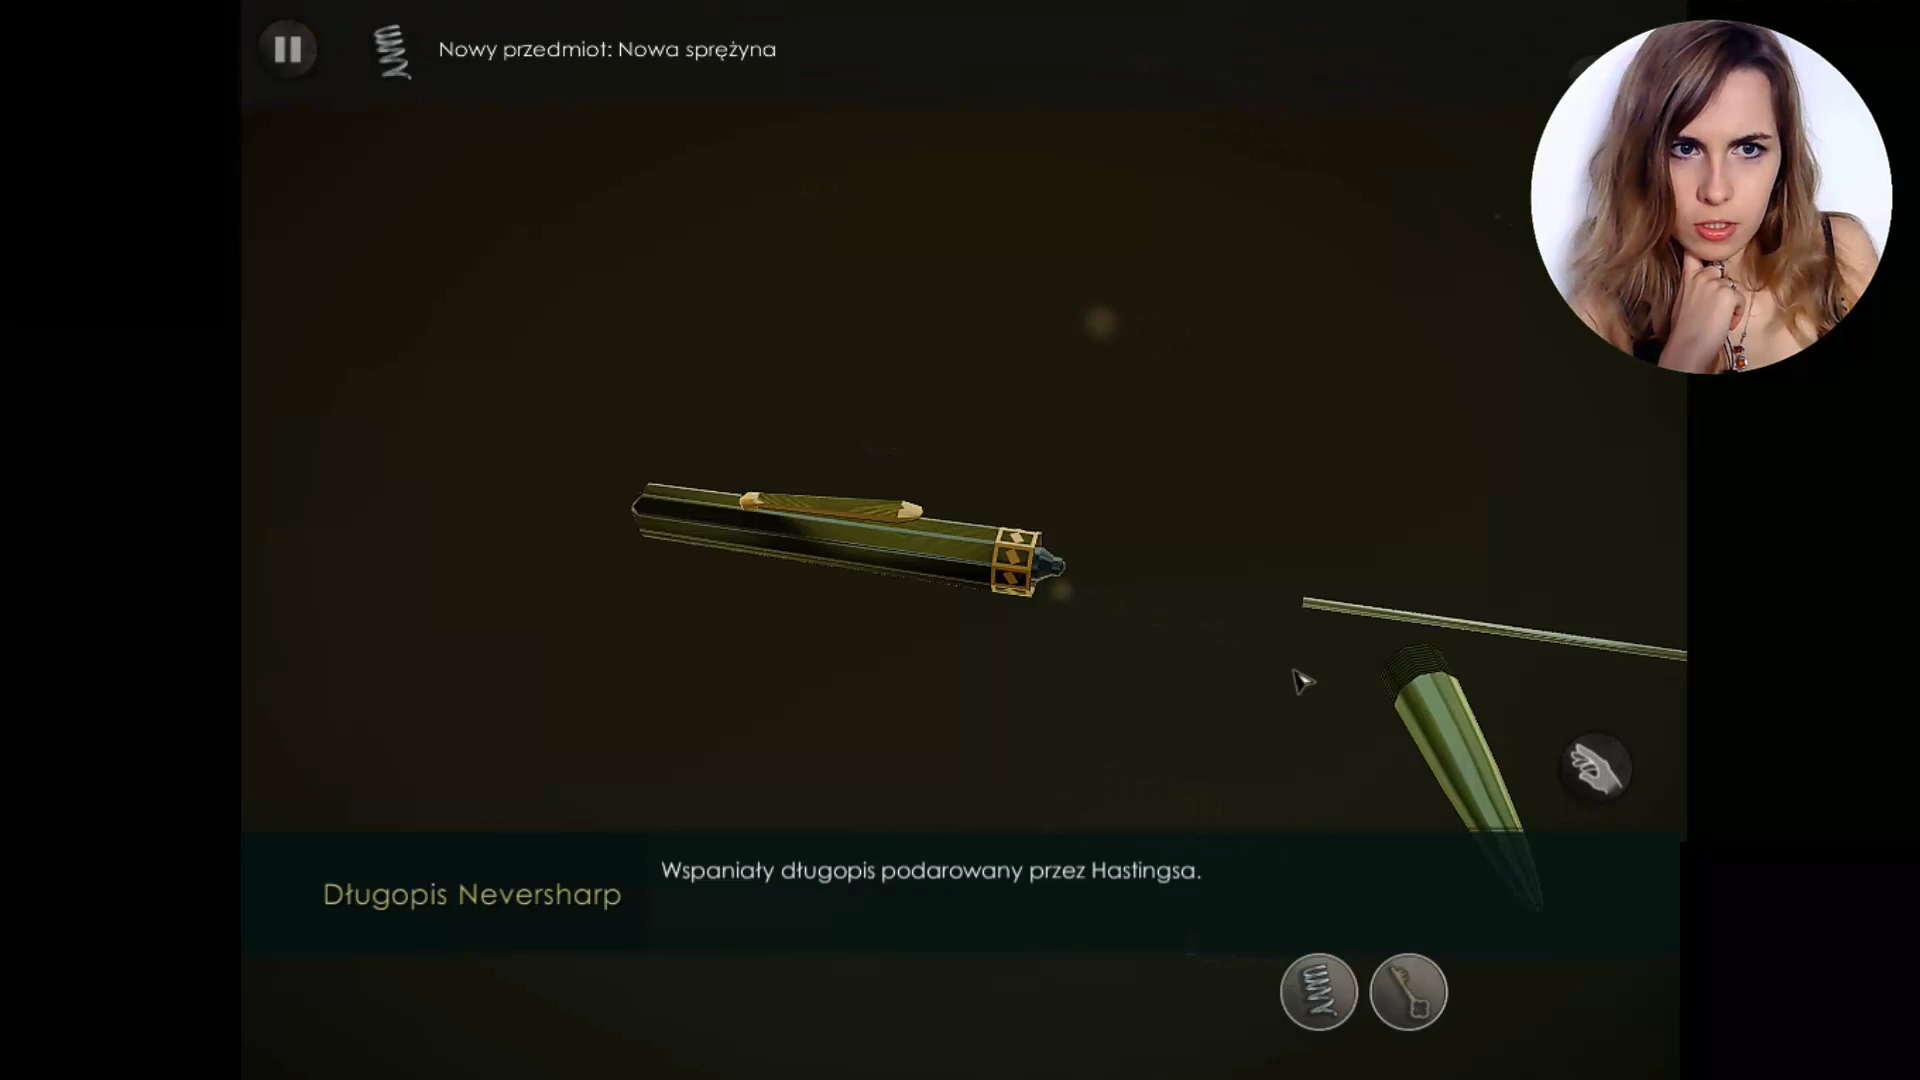 Nowy przedmiot: Nowa sprężyna
Wspaniały długopis podarowany przez Hastingsa.
Długopis Neversharp